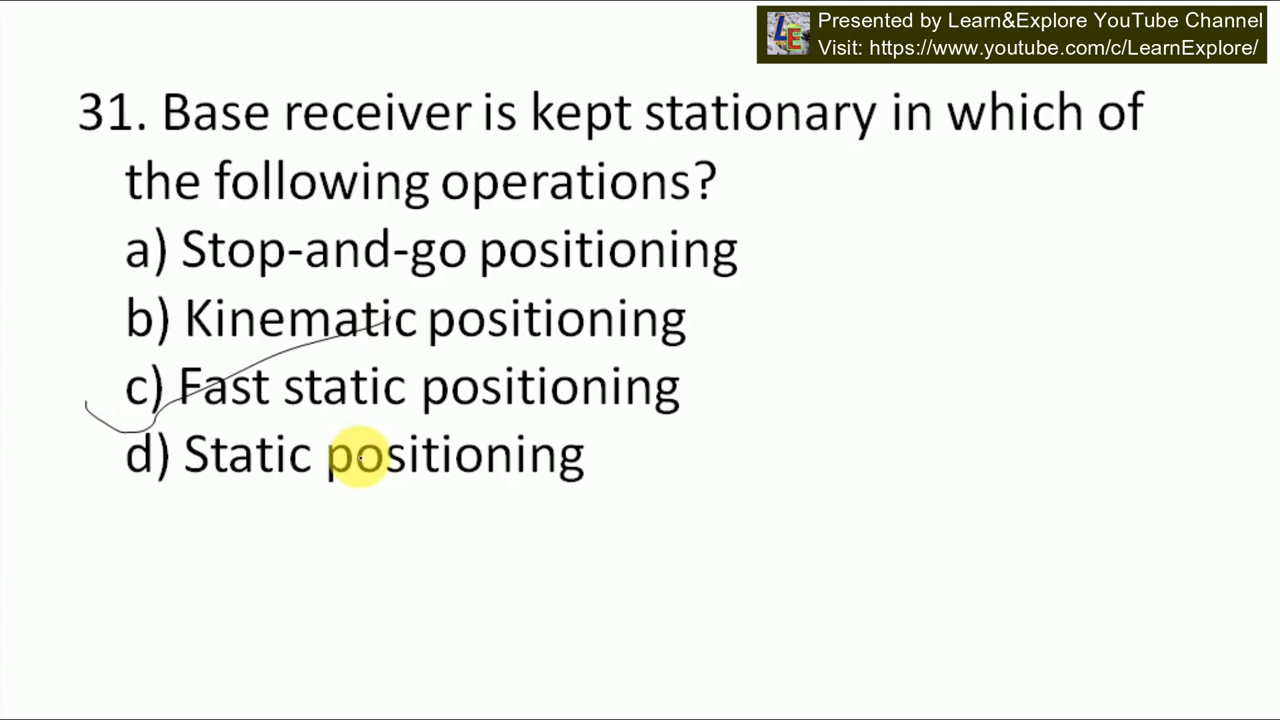 Presented by Learn&Explore YouTube Channel
Visit: https://www.youtube.com/c/LearnExplore/
31. Base receiver is kept stationary in which of
the following operations?
a) Stop-and-go positioning
b) Kinematic positioning
c) Fast static positioning
d) Static positioning